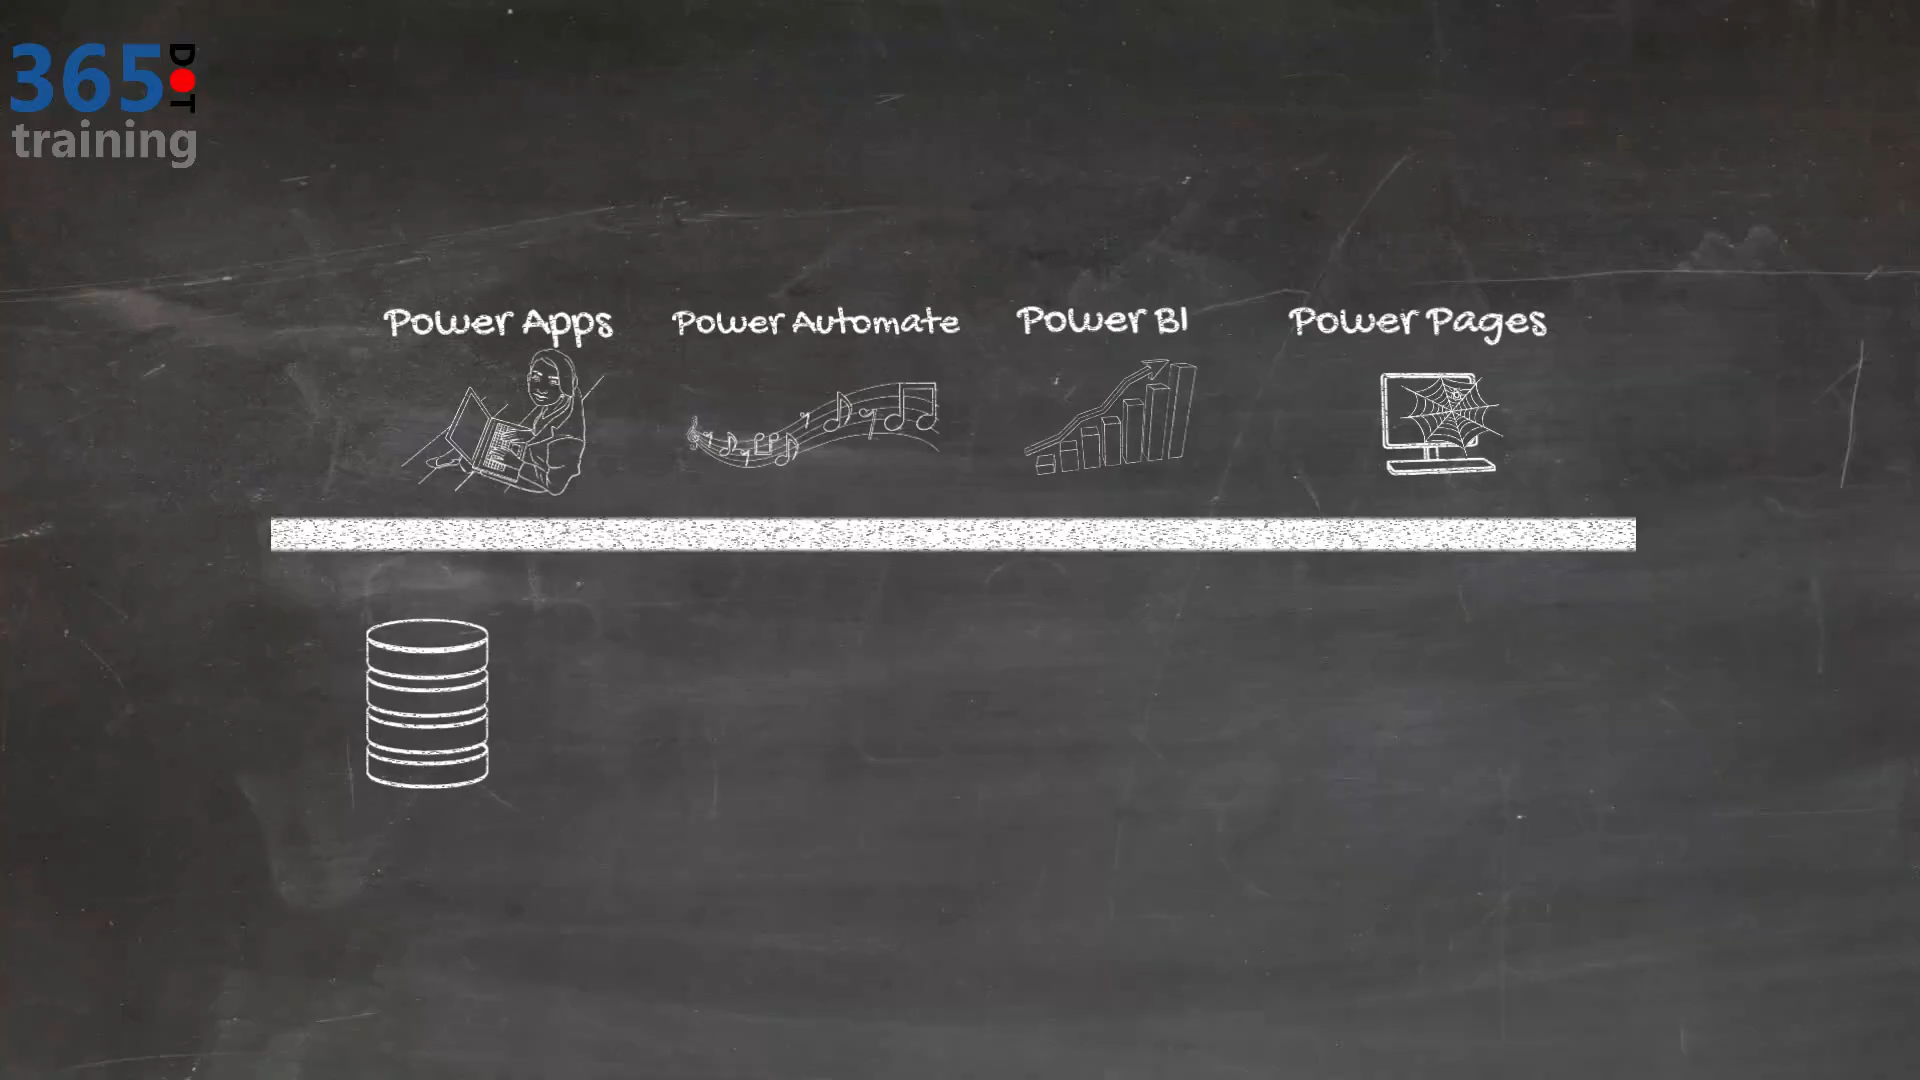 365 DOT
training
Power Apps
Power Automate
Power BI
Power Pages